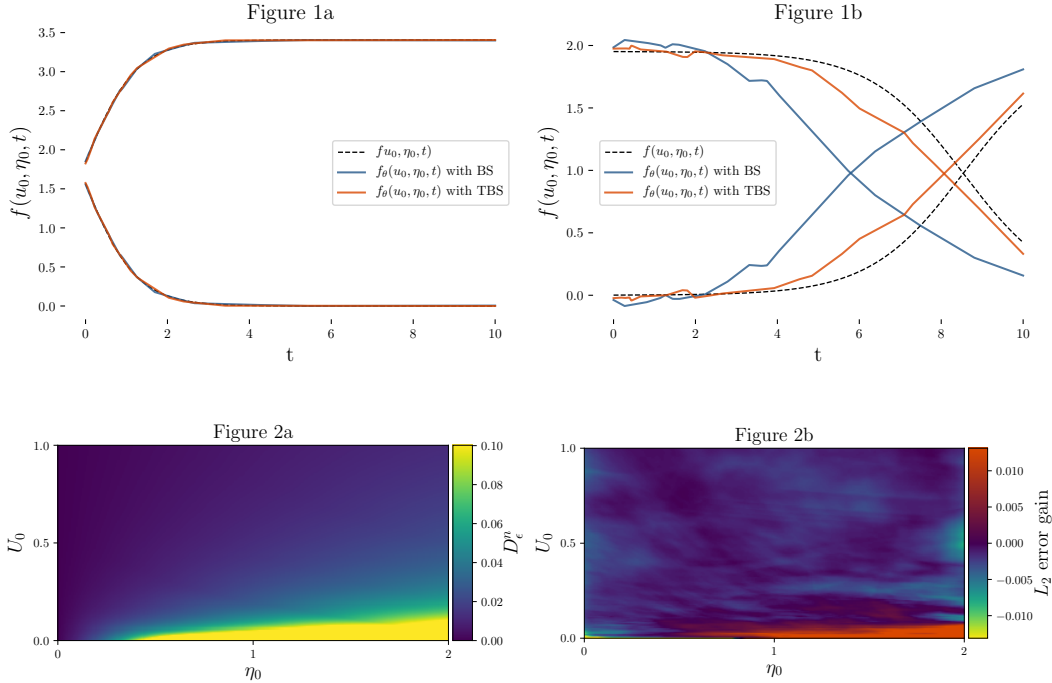 Figure 1a
3.5
3.0
2.5
2.0
1.5
1.0
0.5
0.0
f(u₀, η₀, t)
0 2 4 6 8 10
t
fu₀, η₀, t)
f_θ(u₀, η₀, t) with BS
f_θ(u₀, η₀, t) with TBS
Figure 1b
2.0
1.5
1.0
0.5
0.0
f(u₀, η₀, t)
0 2 4 6 8 10
t
f(u₀, η₀, t)
f_θ(u₀, η₀, t) with BS
f_θ(u₀, η₀, t) with TBS
Figure 2a
1.0
0.5
0.0
U₀
0 1 2
η₀
0.10
0.08
0.06
0.04
0.02
0.00
D_ϵⁿ
Figure 2b
1.0
0.5
0.0
U₀
0 1 2
η₀
0.010
0.005
0.000
−0.005
−0.010
L₂ error gain